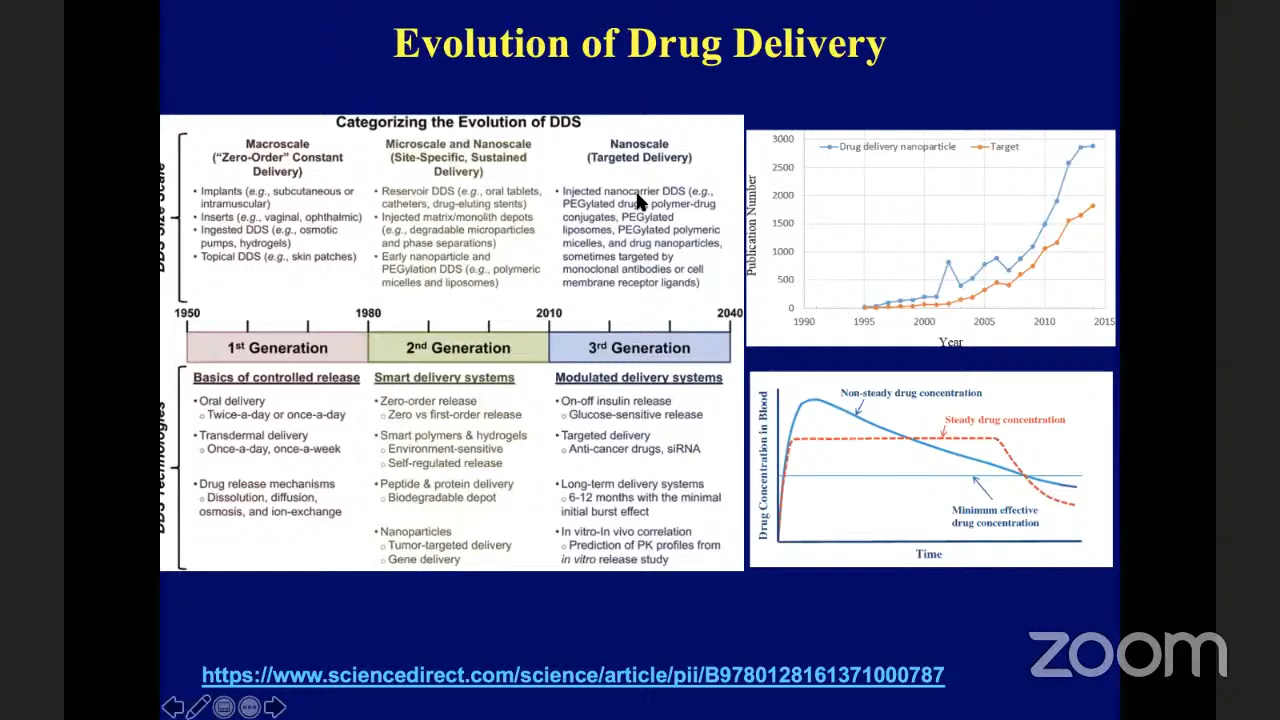 Evolution of Drug Delivery
Categorizing the Evolution of DDS
Macroscale
(“Zero-Order” Constant
Delivery)
• Implants (e.g., subcutaneous or
intramuscular)
• Inserts (e.g., vaginal, ophthalmic)
• Ingested DDS (e.g., osmotic
pumps, hydrogels)
• Topical DDS (e.g., skin patches)
Microscale and Nanoscale
(Site-Specific, Sustained
Delivery)
• Reservoir DDS (e.g., oral tablets,
catheters, drug-eluting stents)
• Injected matrix/monolith depots
(e.g., degradable microparticles
and phase separations)
• Early nanoparticle and
PEGylation DDS (e.g., polymeric
micelles and liposomes)
Nanoscale
(Targeted Delivery)
• Injected nanocarrier DDS (e.g.,
PEGylated polymer-drug
conjugates, PEGylated
liposomes, PEGylated polymeric
micelles, and drug nanoparticles,
sometimes targeted by
monoclonal antibodies or cell
membrane receptor ligands)
1950 1980 2010 2040
1st Generation 2nd Generation 3rd Generation
Basics of controlled release
• Oral delivery
○ Twice-a-day or once-a-day
• Transdermal delivery
○ Once-a-day, once-a-week
• Drug release mechanisms
○ Dissolution, diffusion,
osmosis, and ion-exchange
Smart delivery systems
• Zero-order release
○ Zero vs first-order release
• Smart polymers & hydrogels
○ Environment-sensitive
○ Self-regulated release
• Peptide & protein delivery
○ Biodegradable depot
• Nanoparticles
○ Tumor-targeted delivery
○ Gene delivery
Modulated delivery systems
• On-off insulin release
○ Glucose-sensitive release
• Targeted delivery
○ Anti-cancer drugs, siRNA
• Long-term delivery systems
○ 6-12 months with the minimal
initial burst effect
• In vitro-In vivo correlation
○ Prediction of PK profiles from
in vitro release study
Publication Number
Drug delivery nanoparticle Target
3000
2500
2000
1500
1000
500
0
1990 1995 2000 2005 2010 2015
Year
Drug Concentration in Blood
Non-steady drug concentration
Steady drug concentration
Minimum effective
drug concentration
Time
https://www.sciencedirect.com/science/article/pii/B9780128161371000787
zoom